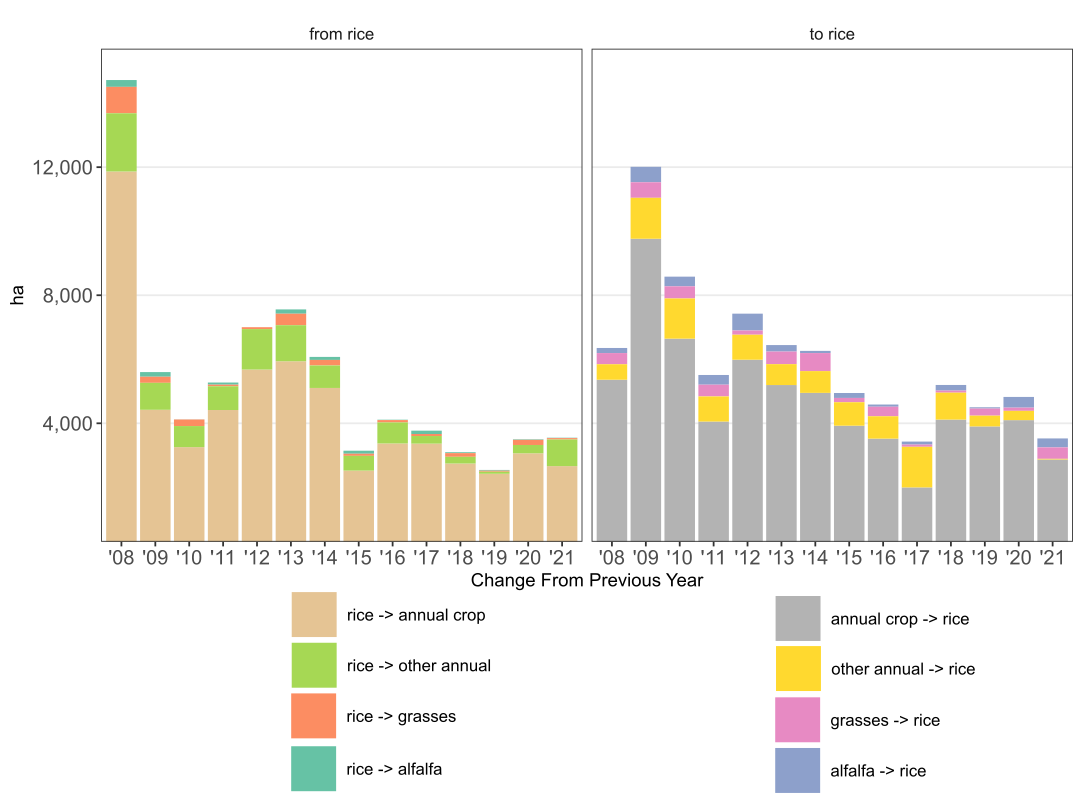 from rice
to rice
12,000
8,000
4,000
ha
'08 '09 '10 '11 '12 '13 '14 '15 '16 '17 '18 '19 '20 '21
'08 '09 '10 '11 '12 '13 '14 '15 '16 '17 '18 '19 '20 '21
Change From Previous Year
rice -> annual crop
rice -> other annual
rice -> grasses
rice -> alfalfa
annual crop -> rice
other annual -> rice
grasses -> rice
alfalfa -> rice